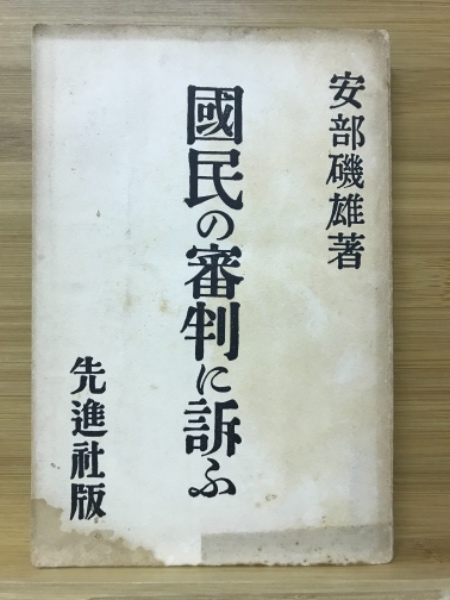 安部磯雄著
國民の審判に訴ふ
先進社版